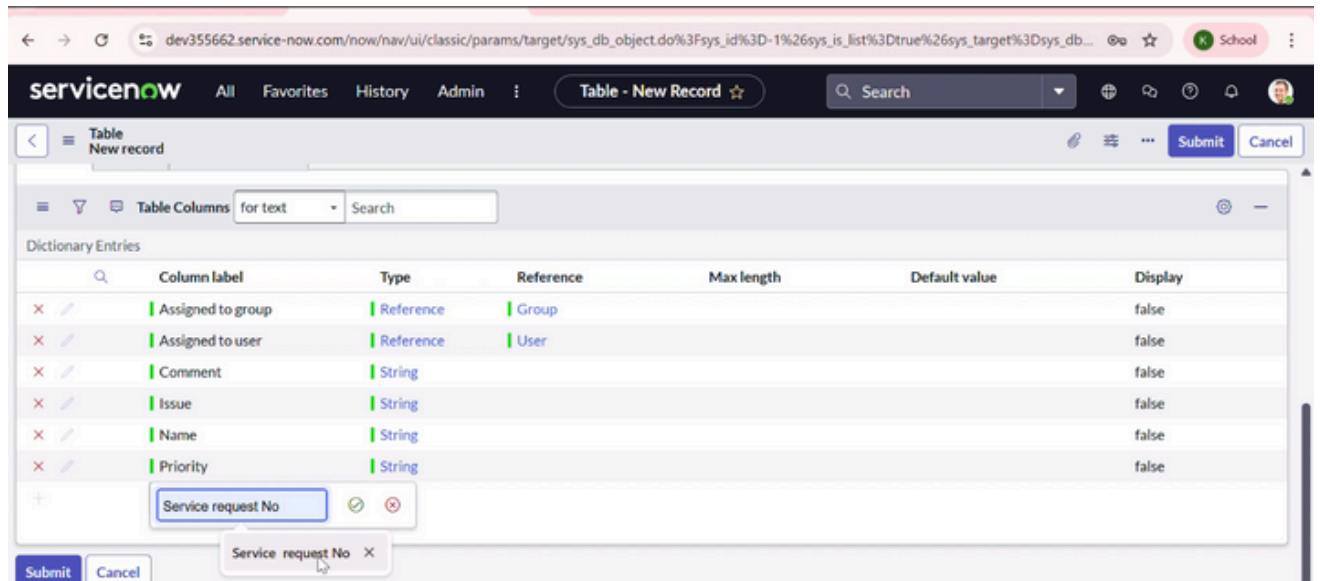 dev355662.service-now.com/now/nav/ui/classic/params/target/sys_db_object.do%3Fsys_id%3D-1%26sys_is_list%3Dtrue%26sys_target%3Dsys_db... K School
servicenow All Favorites History Admin Table - New Record Search
Table
New record
Submit Cancel
Table Columns for text Search
Dictionary Entries
Column label Type Reference Max length Default value Display
Assigned to group Reference Group false
Assigned to user Reference User false
Comment String false
Issue String false
Name String false
Priority String false
Service request No
Service request No
Submit Cancel